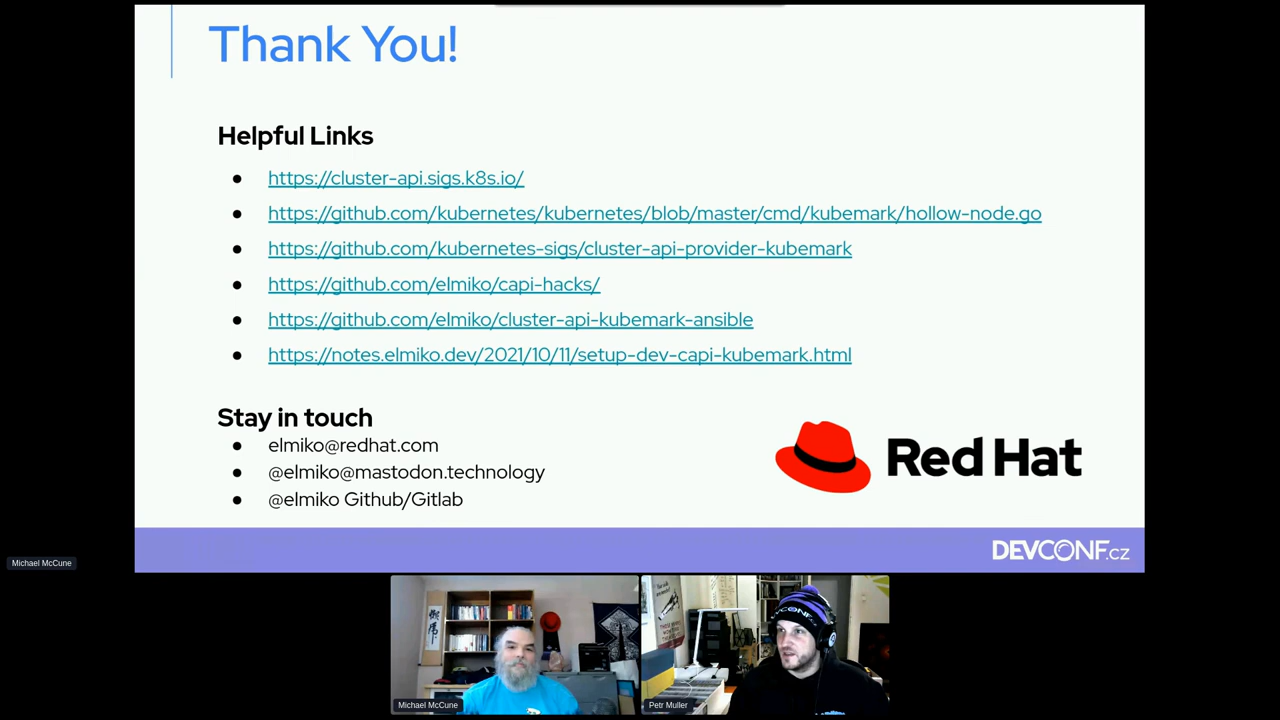 Thank You!
Helpful Links
https://cluster-api.sigs.k8s.io/
https://github.com/kubernetes/kubernetes/blob/master/cmd/kubemark/hollow-node.go
https://github.com/kubernetes-sigs/cluster-api-provider-kubemark
https://github.com/elmiko/capi-hacks/
https://github.com/elmiko/cluster-api-kubemark-ansible
https://notes.elmiko.dev/2021/10/11/setup-dev-capi-kubemark.html
Stay in touch
elmiko@redhat.com
@elmiko@mastodon.technology
@elmiko Github/Gitlab
Red Hat
DEVCONF.cz
Michael McCune
Michael McCune
Petr Muller